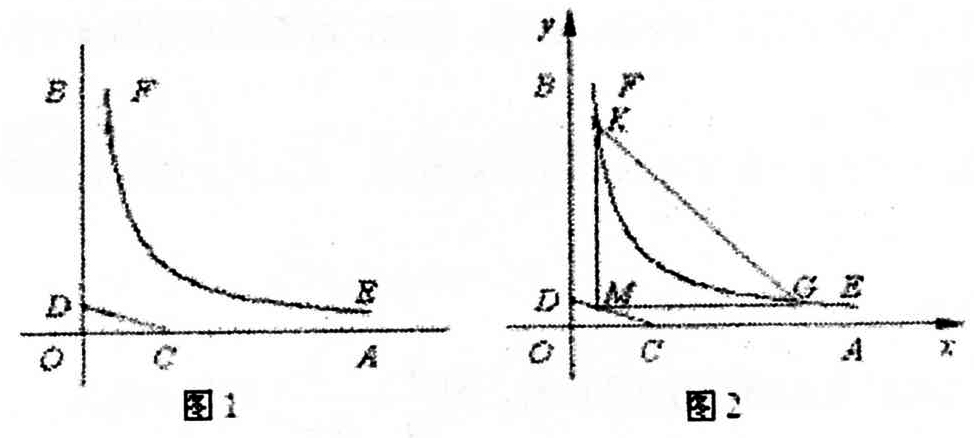 y
B F B F
K
D E D M G E
O C A O C A x
图1 图2